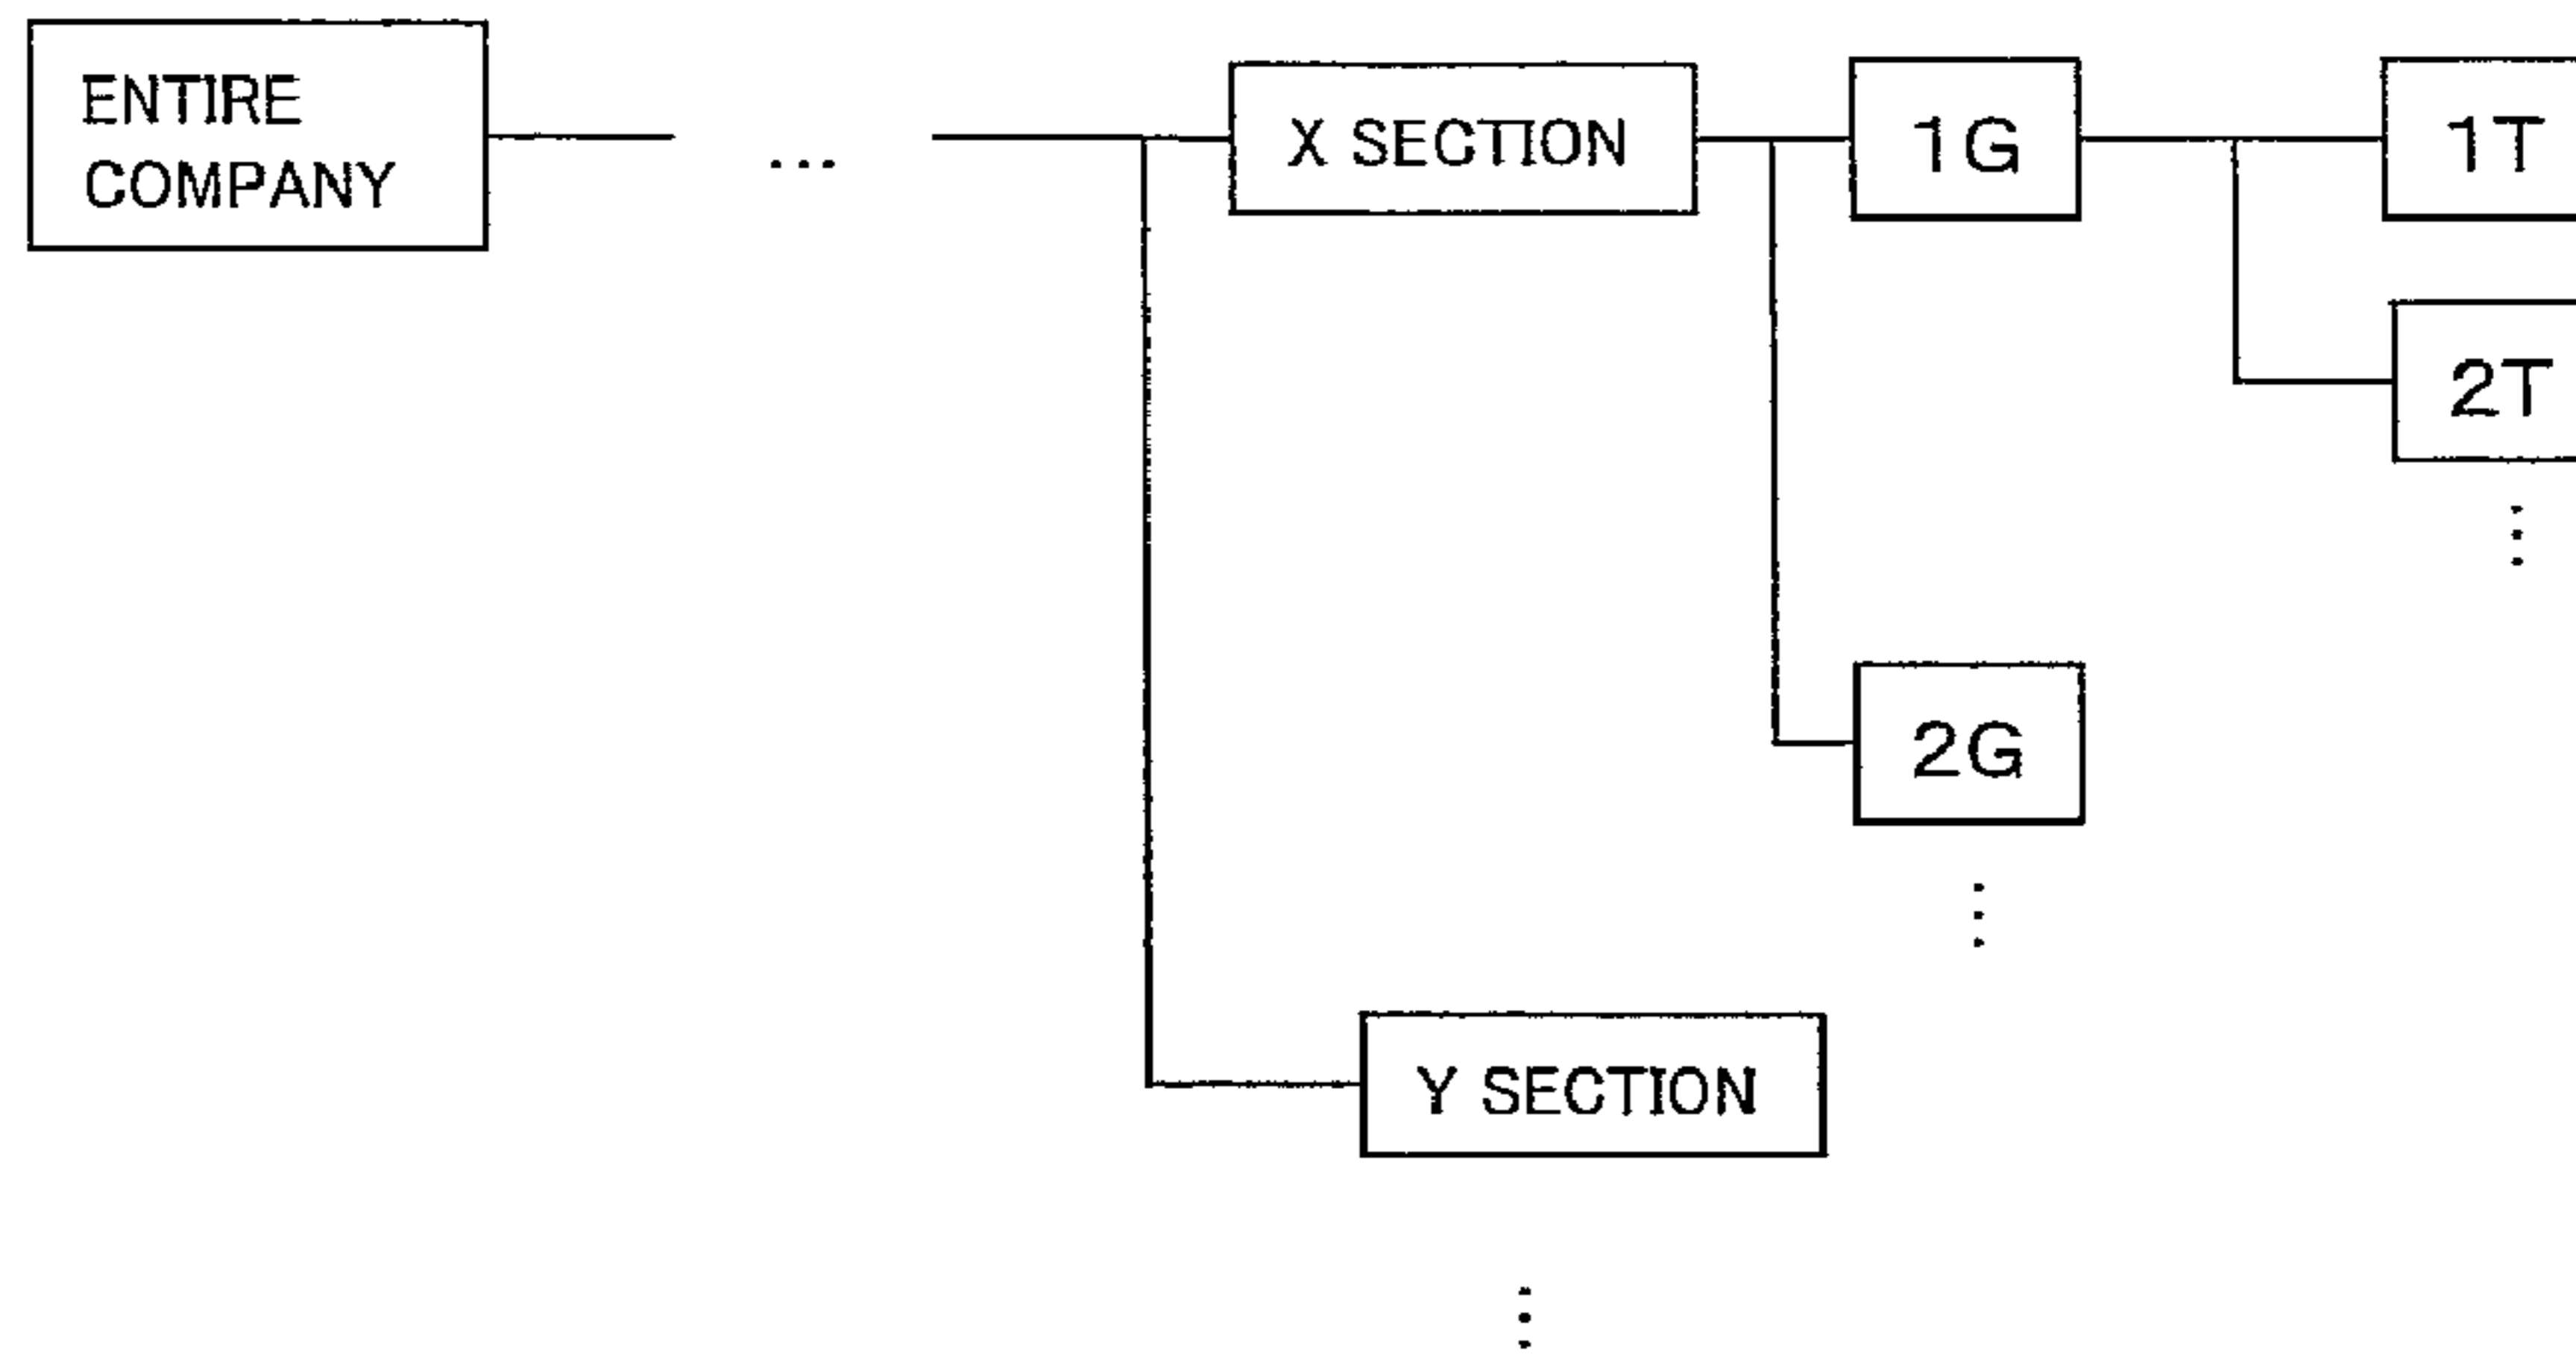 ENTIRE
COMPANY
...
X SECTION
1G
1T
2T
2G
Y SECTION